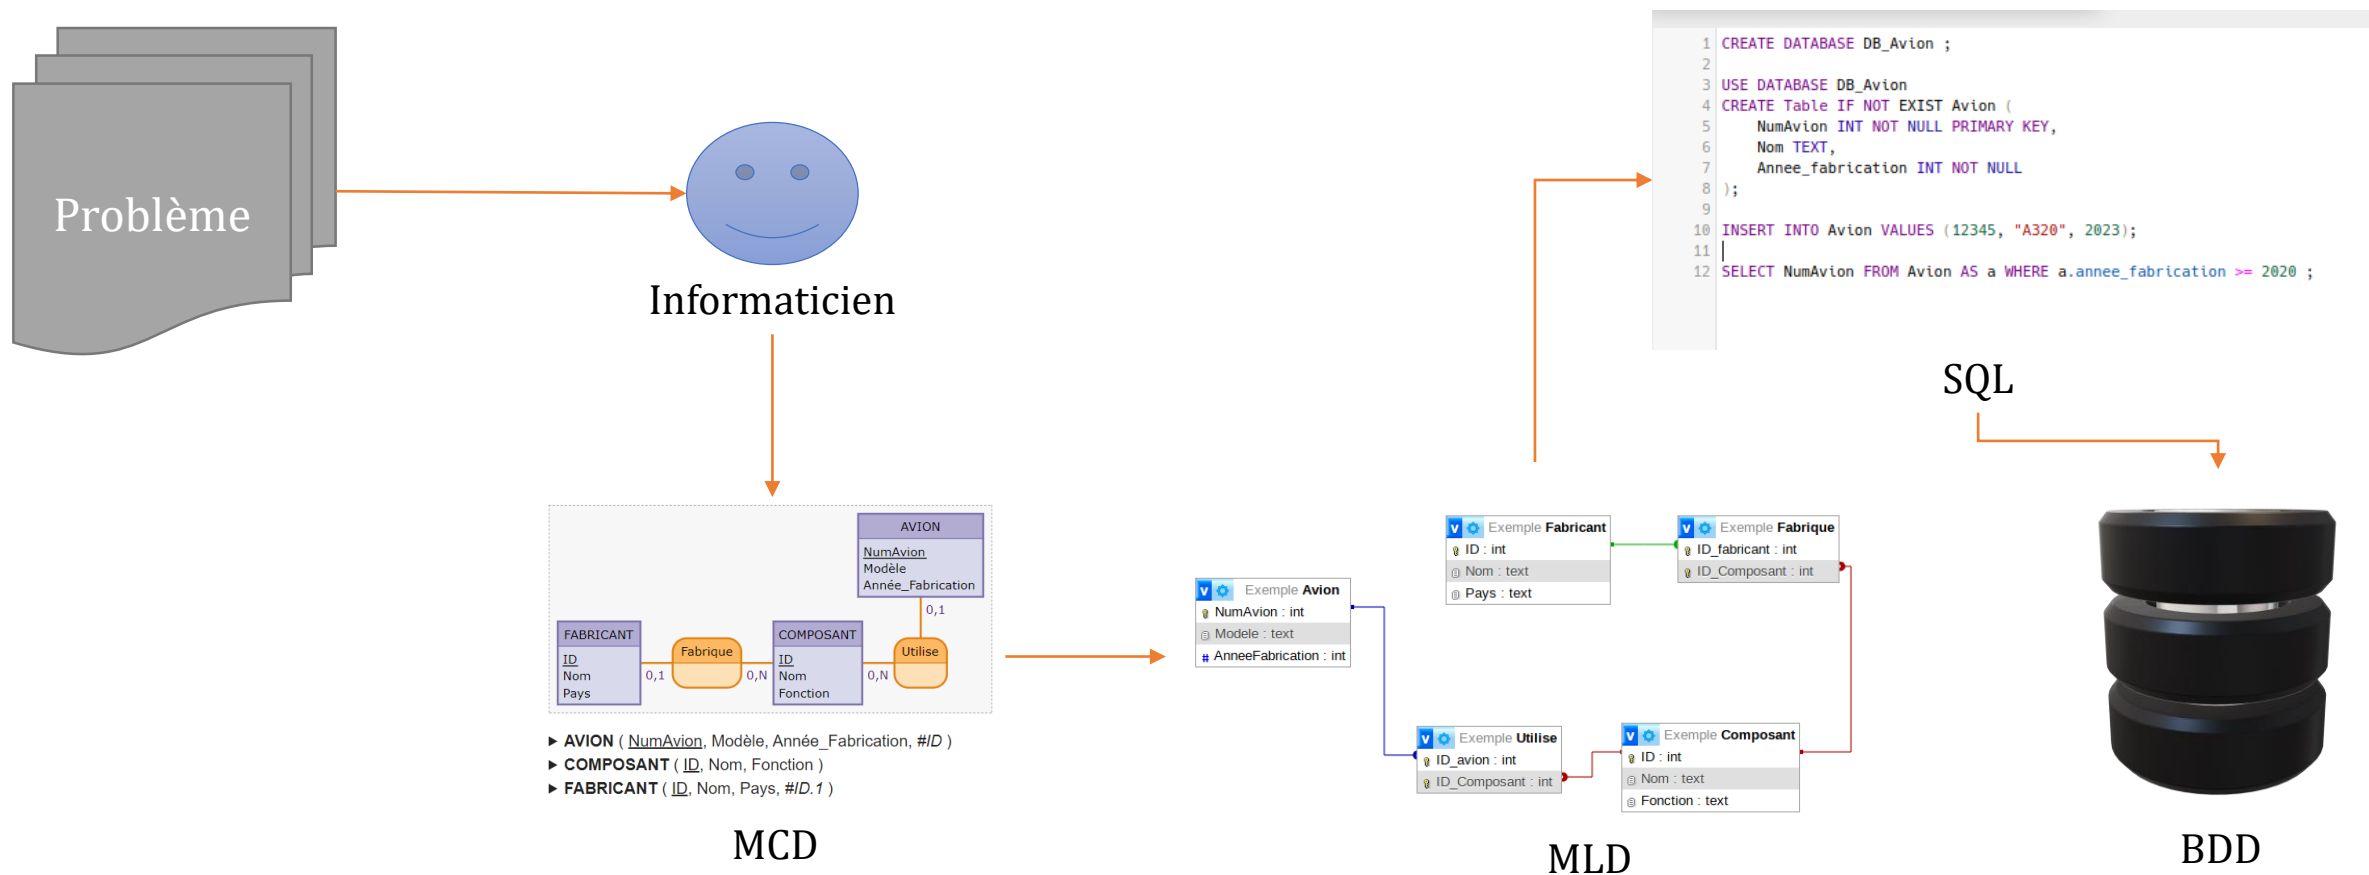 Problème
Informaticien
AVION
NumAvion
Modèle
Année_Fabrication
0,1
FABRICANT
ID
Nom
Pays
0,1
Fabrique
0,N
COMPOSANT
ID
Nom
Fonction
0,N
Utilise
► AVION ( NumAvion, Modèle, Année_Fabrication, #ID )
► COMPOSANT ( ID, Nom, Fonction )
► FABRICANT ( ID, Nom, Pays, #ID.1 )
MCD
v Exemple Avion
NumAvion : int
Modele : text
# AnneeFabrication : int
v Exemple Fabricant
ID : int
Nom : text
Pays : text
v Exemple Fabrique
ID_fabricant : int
ID_Composant : int
v Exemple Utilise
ID_avion : int
ID_Composant : int
v Exemple Composant
ID : int
Nom : text
Fonction : text
MLD
1 CREATE DATABASE DB_Avion ;
2
3 USE DATABASE DB_Avion
4 CREATE Table IF NOT EXIST Avion (
5 NumAvion INT NOT NULL PRIMARY KEY,
6 Nom TEXT,
7 Annee_fabrication INT NOT NULL
8 );
9
10 INSERT INTO Avion VALUES (12345, "A320", 2023);
11
12 SELECT NumAvion FROM Avion AS a WHERE a.annee_fabrication >= 2020 ;
SQL
BDD